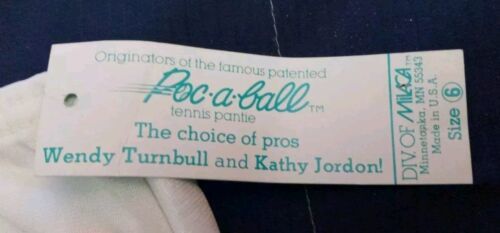 Originators of the famous patented
Poc-a-ball™
tennis pantie
The choice of pros
Wendy Turnbull and Kathy Jordon!
DIV. OF MILACA™
Minnetonka, MN 55343
Made in U.S.A.
Size 6